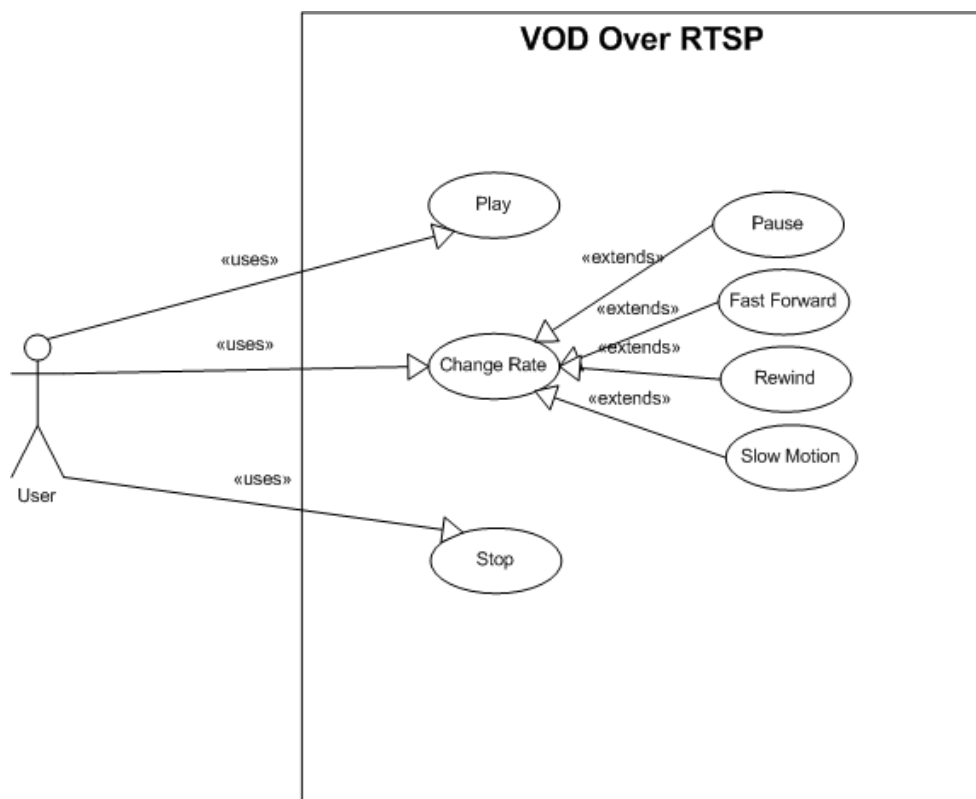 VOD Over RTSP
Play
«uses»
Pause
«extends»
Fast Forward
«extends»
«uses»
Change Rate
«extends»
Rewind
«extends»
Slow Motion
«uses»
User
Stop